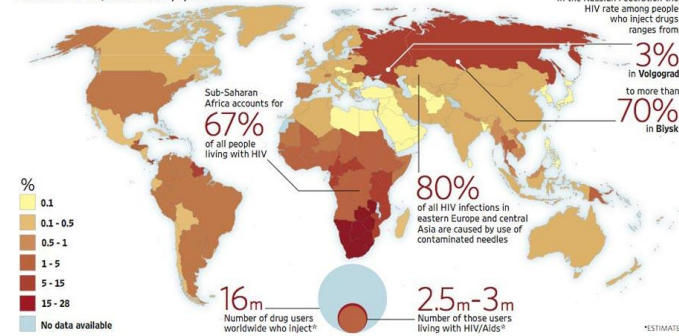 HIV rate among people
who inject drugs
ranges from
3%
in Volgograd
to more than
70%
in Biysk
Sub-Saharan
Africa accounts for
67%
of all people
living with HIV
80%
of all HIV infections in
eastern Europe and central
Asia are caused by use of
contaminated needles
%
0.1
0.1 - 0.5
0.5 - 1
1 - 5
5 - 15
15 - 28
No data available
16m
Number of drug users
worldwide who inject*
2.5m-3m
Number of those users
living with HIV/Aids*
*ESTIMATE